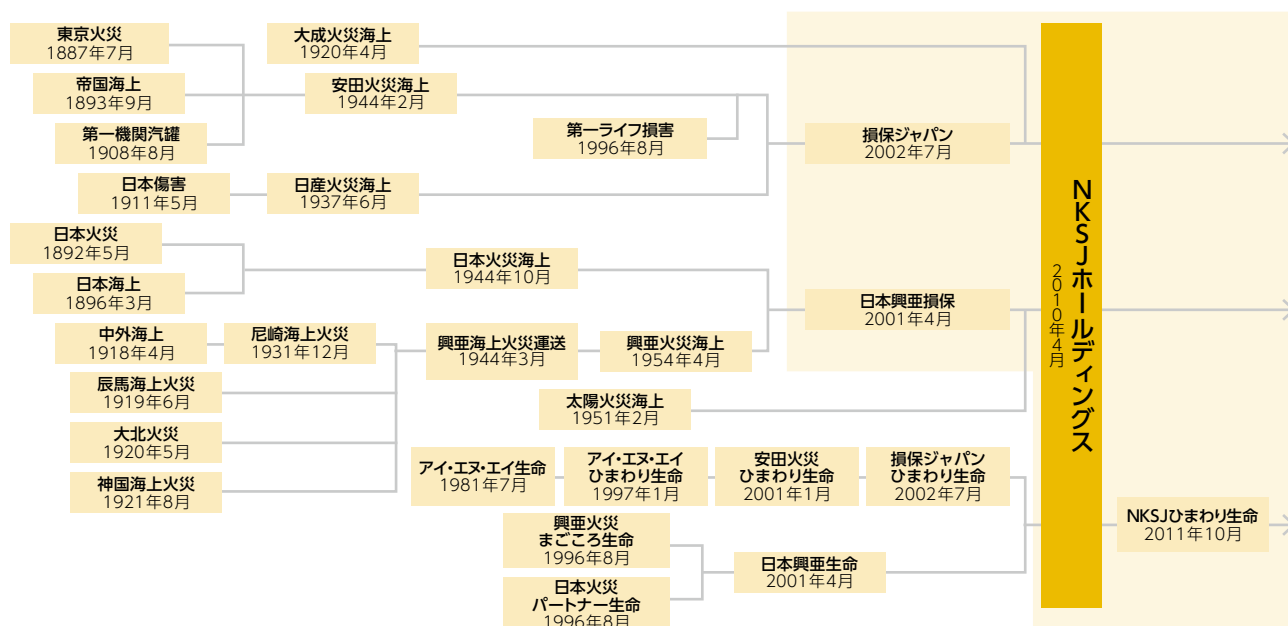 東京火災
1887年7月
大成火災海上
1920年4月
帝国海上
1893年9月
安田火災海上
1944年2月
第一機関汽罐
1908年8月
第一ライフ損害
1996年8月
損保ジャパン
2002年7月
日本傷害
1911年5月
日産火災海上
1937年6月
日本火災
1892年5月
日本海上
1896年3月
日本火災海上
1944年10月
日本興亜損保
2001年4月
中外海上
1918年4月
尼崎海上火災
1931年12月
興亜海上火災運送
1944年3月
興亜火災海上
1954年4月
辰馬海上火災
1919年6月
太陽火災海上
1951年2月
大北火災
1920年5月
神国海上火災
1921年8月
アイ・エヌ・エイ生命
1981年7月
アイ・エヌ・エイ
ひまわり生命
1997年1月
安田火災
ひまわり生命
2001年1月
損保ジャパン
ひまわり生命
2002年7月
興亜火災
まごころ生命
1996年8月
日本火災
パートナー生命
1996年8月
日本興亜生命
2001年4月
NKSJホールディングス
2010年4月
NKSJひまわり生命
2011年10月